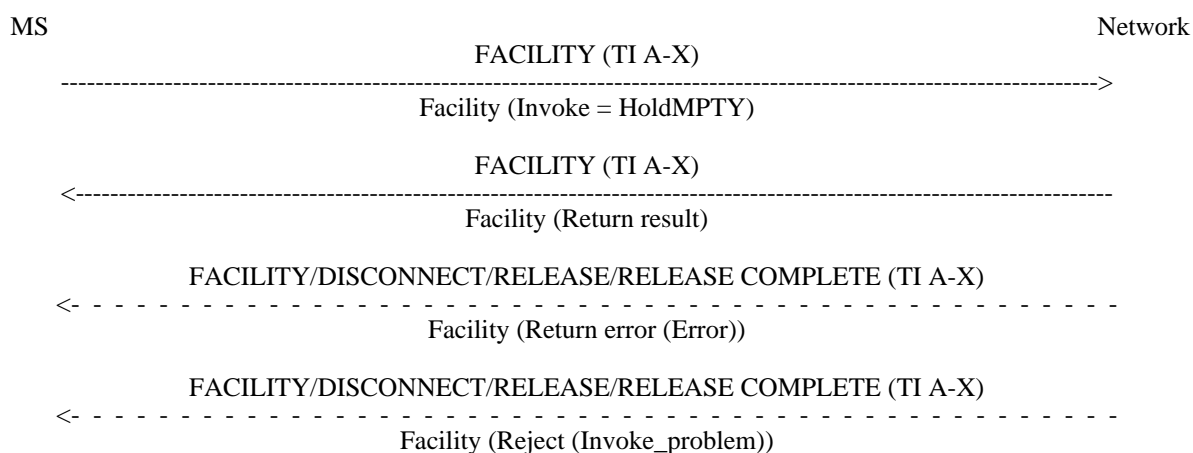 MS Network
FACILITY (TI A-X)
------------------------------------------------------------------------------------------------------------------------>
Facility (Invoke = HoldMPTY)
FACILITY (TI A-X)
<------------------------------------------------------------------------------------------------------------------------
Facility (Return result)
FACILITY/DISCONNECT/RELEASE/RELEASE COMPLETE (TI A-X)
<- - - - - - - - - - - - - - - - - - - - - - - - - - - - - - - - - - - - - - - - - - - - - - - - - - - -
Facility (Return error (Error))
FACILITY/DISCONNECT/RELEASE/RELEASE COMPLETE (TI A-X)
<- - - - - - - - - - - - - - - - - - - - - - - - - - - - - - - - - - - - - - - - - - - - - - - - - - - -
Facility (Reject (Invoke_problem))